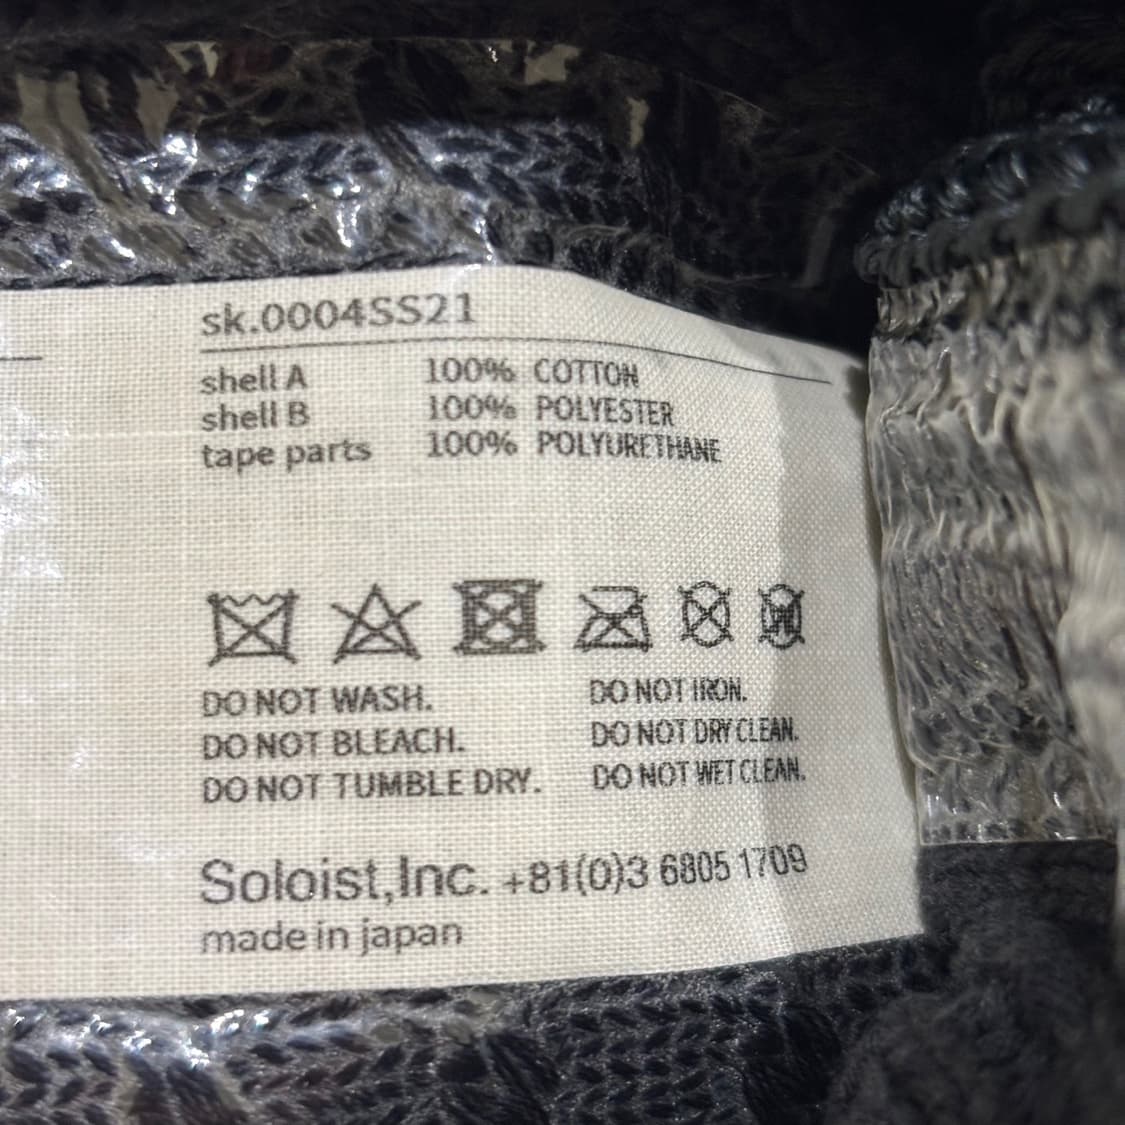 sk.0004SS21
shell A 100% COTTON
shell B 100% POLYESTER
tape parts 100% POLYURETHANE
W
DO NOT WASH. DO NOT IRON.
DO NOT BLEACH. DO NOT DRY CLEAN.
DO NOT TUMBLE DRY. DO NOT WET CLEAN.
Soloist,Inc. +81(0)3 6805 1709
made in japan